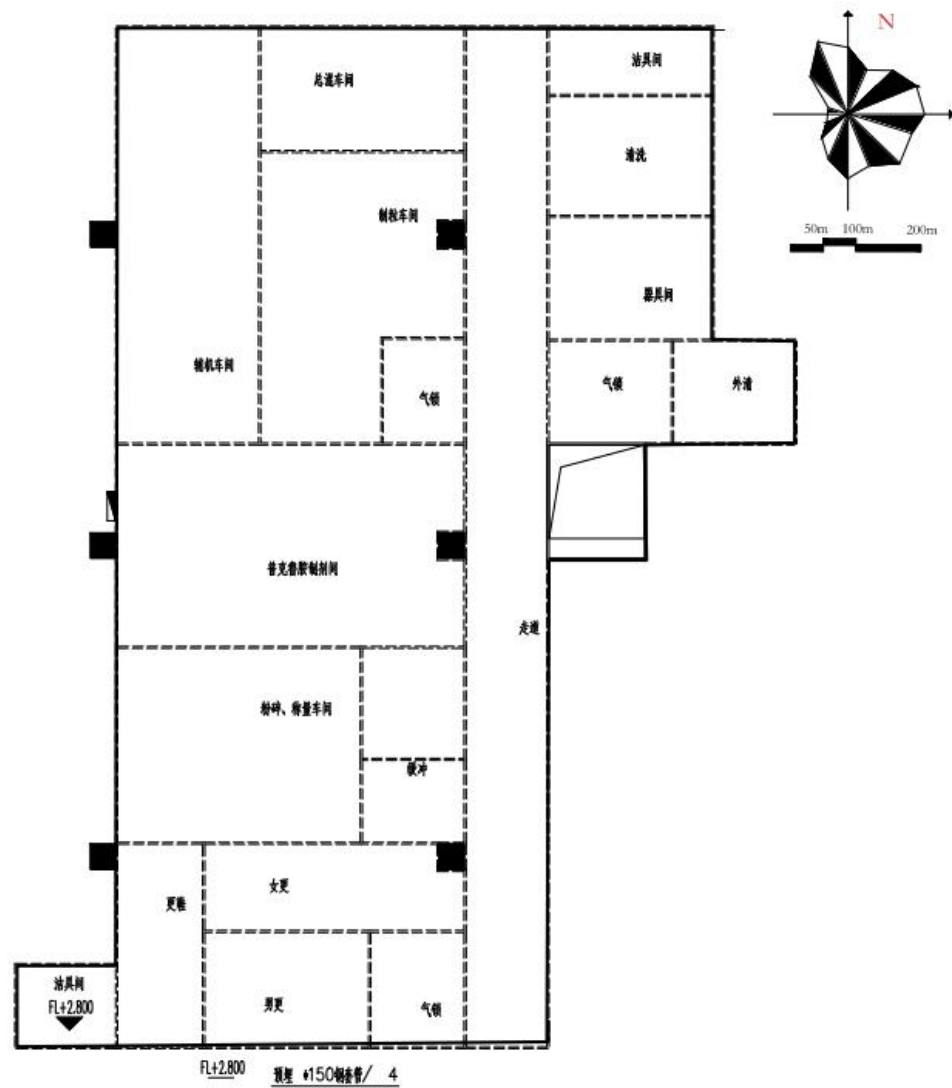 N
洁具间
总混车间
清洗
制粒车间
50m 100m 200m
器具间
辅机车间
气锁
气锁
外清
普克鲁胶制剂间
走道
粉碎、称量车间
缓冲
女更
更鞋
洁具间
FL+2.800
男更
气锁
FL+2.800
预埋 φ150钢套管/ 4